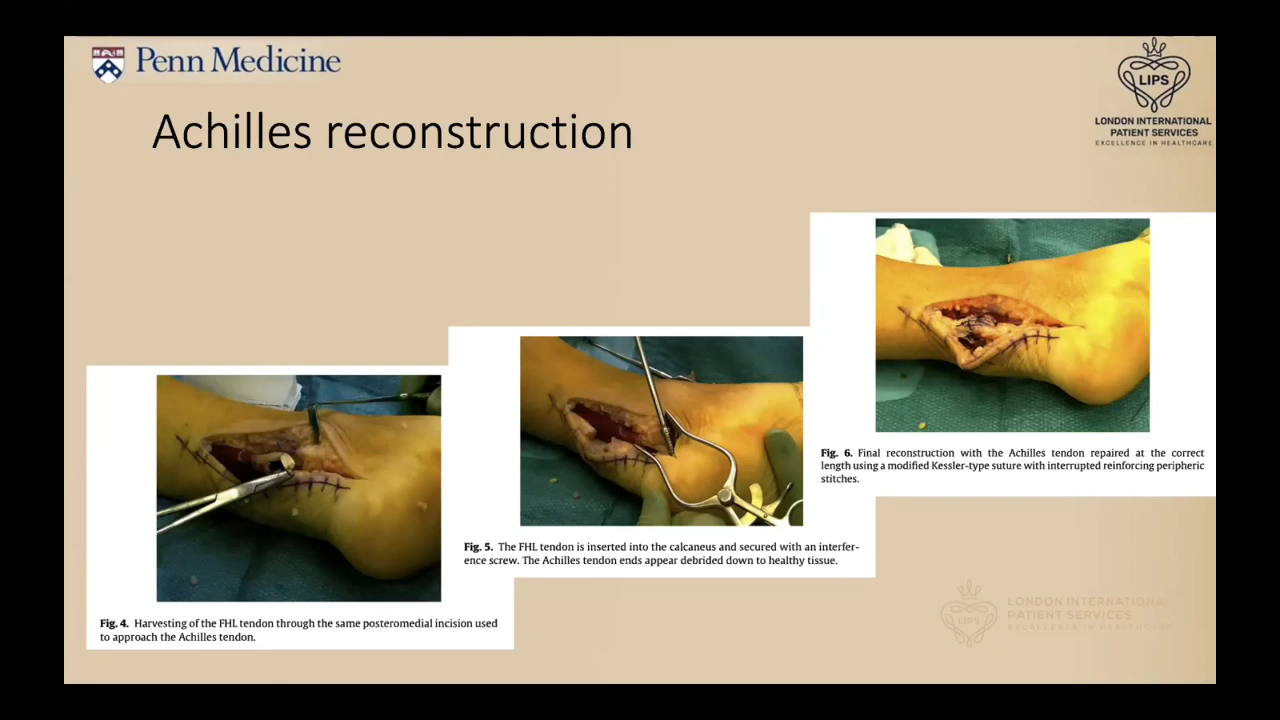 Penn Medicine
LIPS
LONDON INTERNATIONAL
PATIENT SERVICES
EXCELLENCE IN HEALTHCARE
Achilles reconstruction
Fig. 4. Harvesting of the FHL tendon through the same posteromedial incision used
to approach the Achilles tendon.
Fig. 5. The FHL tendon is inserted into the calcaneus and secured with an interfer-
ence screw. The Achilles tendon ends appear debrided down to healthy tissue.
Fig. 6. Final reconstruction with the Achilles tendon repaired at the correct
length using a modified Kessler-type suture with interrupted reinforcing peripheric
stitches.
LIPS
LONDON INTERNATIONAL
PATIENT SERVICES
EXCELLENCE IN HEALTHCARE